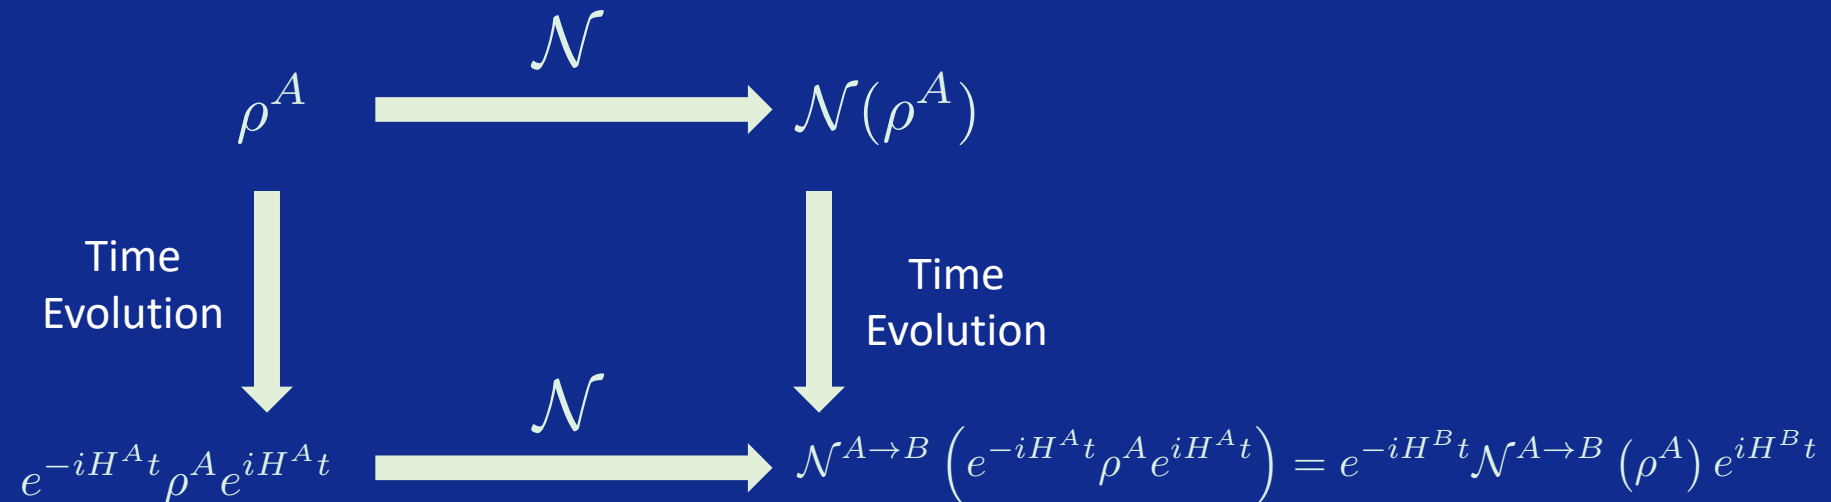 𝒩
ρ^A 𝒩(ρ^A)
Time
Evolution
Time
Evolution
𝒩
e^{-iH^A t} ρ^A e^{iH^A t} 𝒩^{A→B} (e^{-iH^A t} ρ^A e^{iH^A t}) = e^{-iH^B t} 𝒩^{A→B} (ρ^A) e^{iH^B t}